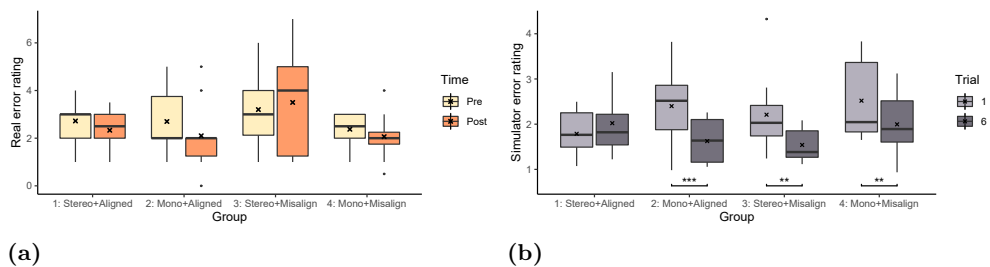 Real error rating
6
4
2
0
1: Stereo+Aligned 2: Mono+Aligned 3: Stereo+Misalign 4: Mono+Misalign
Group
Time
Pre
Post
(a)
Simulator error rating
4
3
2
1
*** ** **
1: Stereo+Aligned 2: Mono+Aligned 3: Stereo+Misalign 4: Mono+Misalign
Group
Trial
1
6
(b)